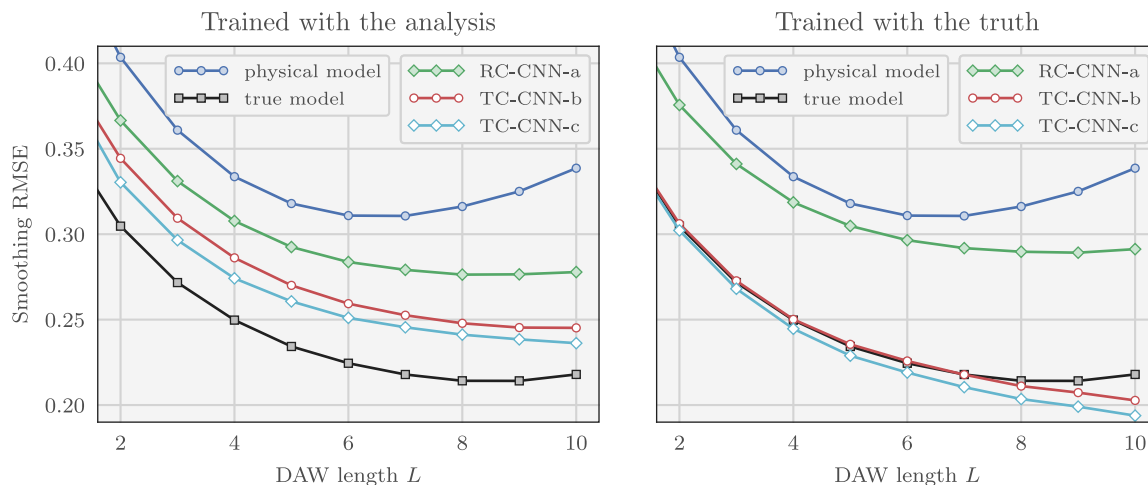 Trained with the analysis
Trained with the truth
Smoothing RMSE
0.40
0.35
0.30
0.25
0.20
physical model
true model
RC-CNN-a
TC-CNN-b
TC-CNN-c
2 4 6 8 10
DAW length L
physical model
true model
RC-CNN-a
TC-CNN-b
TC-CNN-c
2 4 6 8 10
DAW length L